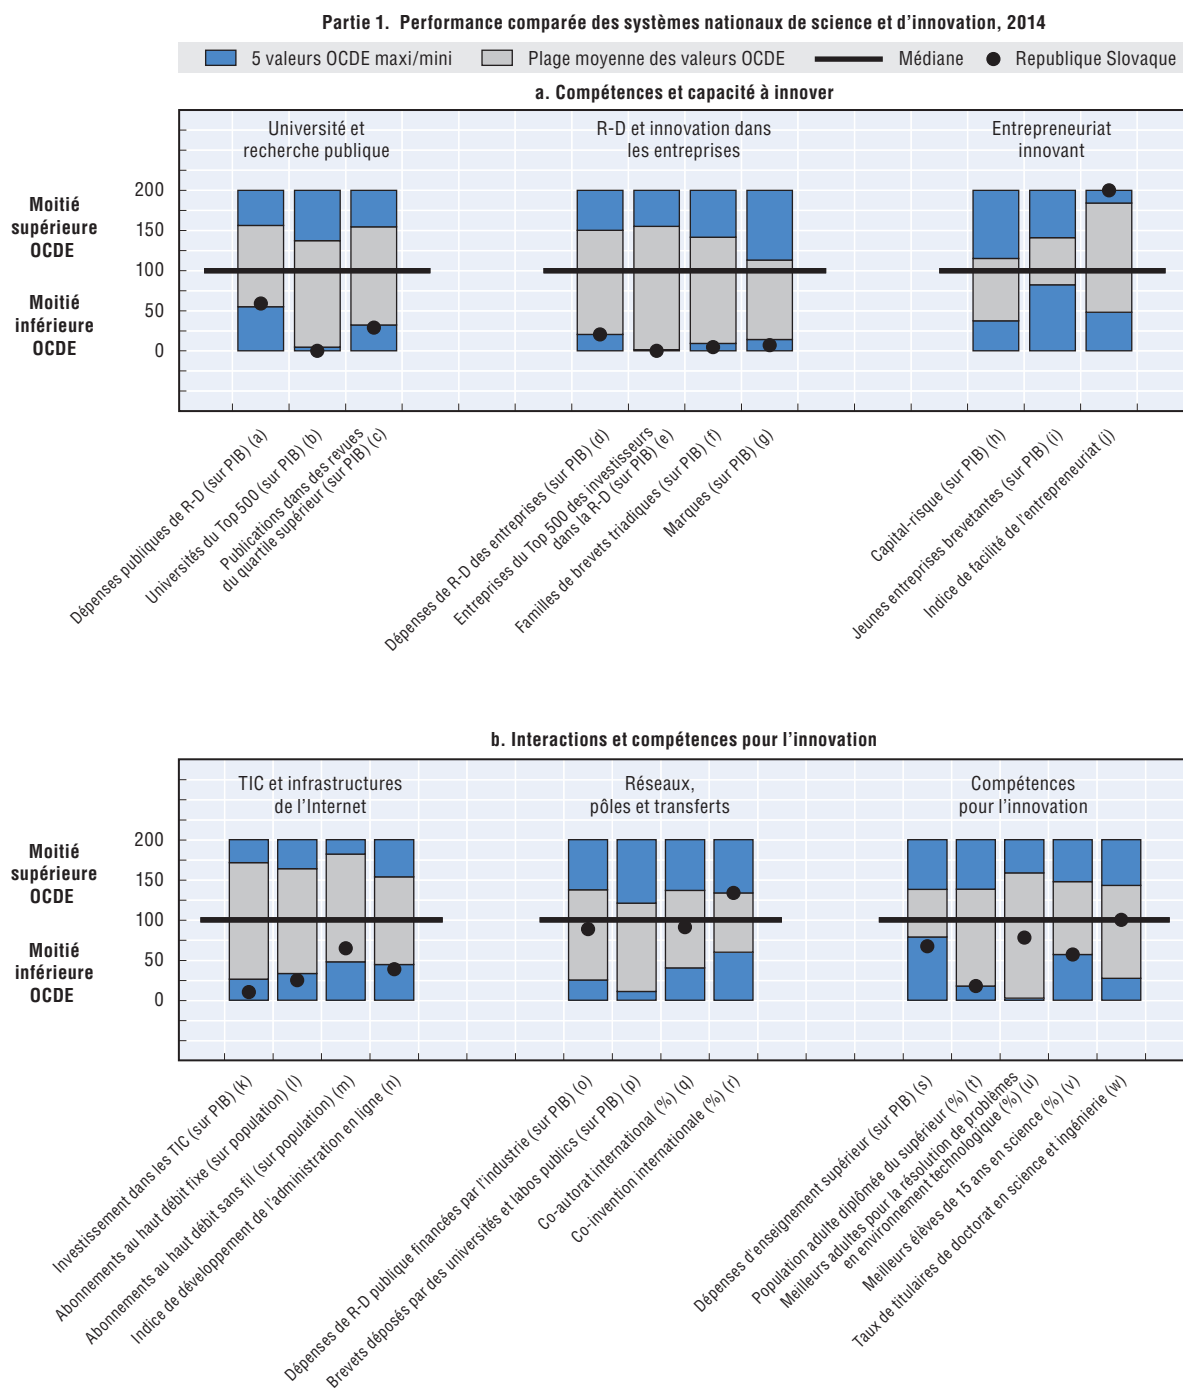 Partie 1. Performance comparée des systèmes nationaux de science et d'innovation, 2014
5 valeurs OCDE maxi/mini
Plage moyenne des valeurs OCDE
Médiane
Republique Slovaque
a. Compétences et capacité à innover
Université et
recherche publique
R-D et innovation dans
les entreprises
Entrepreneuriat
innovant
Moitié
supérieure
OCDE
Moitié
inférieure
OCDE
200
150
100
50
0
Dépenses publiques de R-D (sur PIB) (a)
Universités du Top 500 (sur PIB) (b)
Publications dans des revues
du quartile supérieur (sur PIB) (c)
Dépenses de R-D des entreprises (sur PIB) (d)
Entreprises du Top 500 des investisseurs
dans la R-D (sur PIB) (e)
Familles de brevets triadiques (sur PIB) (f)
Marques (sur PIB) (g)
Capital-risque (sur PIB) (h)
Jeunes entreprises brevetantes (sur PIB) (i)
Indice de facilité de l'entrepreneuriat (j)
b. Interactions et compétences pour l'innovation
TIC et infrastructures
de l'Internet
Réseaux,
pôles et transferts
Compétences
pour l'innovation
Moitié
supérieure
OCDE
Moitié
inférieure
OCDE
200
150
100
50
0
Investissement dans les TIC (sur PIB) (k)
Abonnements au haut débit fixe (sur population) (l)
Abonnements au haut débit sans fil (sur population) (m)
Indice de développement de l'administration en ligne (n)
Dépenses de R-D publique financées par l'industrie (sur PIB) (o)
Brevets déposés par des universités et labos publics (sur PIB) (p)
Co-autorat international (%) (q)
Co-invention internationale (%) (r)
Dépenses d'enseignement supérieur (sur PIB) (s)
Population adulte diplômée du supérieur (%) (t)
Meilleurs adultes pour la résolution de problèmes
en environnement technologique (%) (u)
Meilleurs élèves de 15 ans en science (%) (v)
Taux de titulaires de doctorat en science et ingénierie (w)